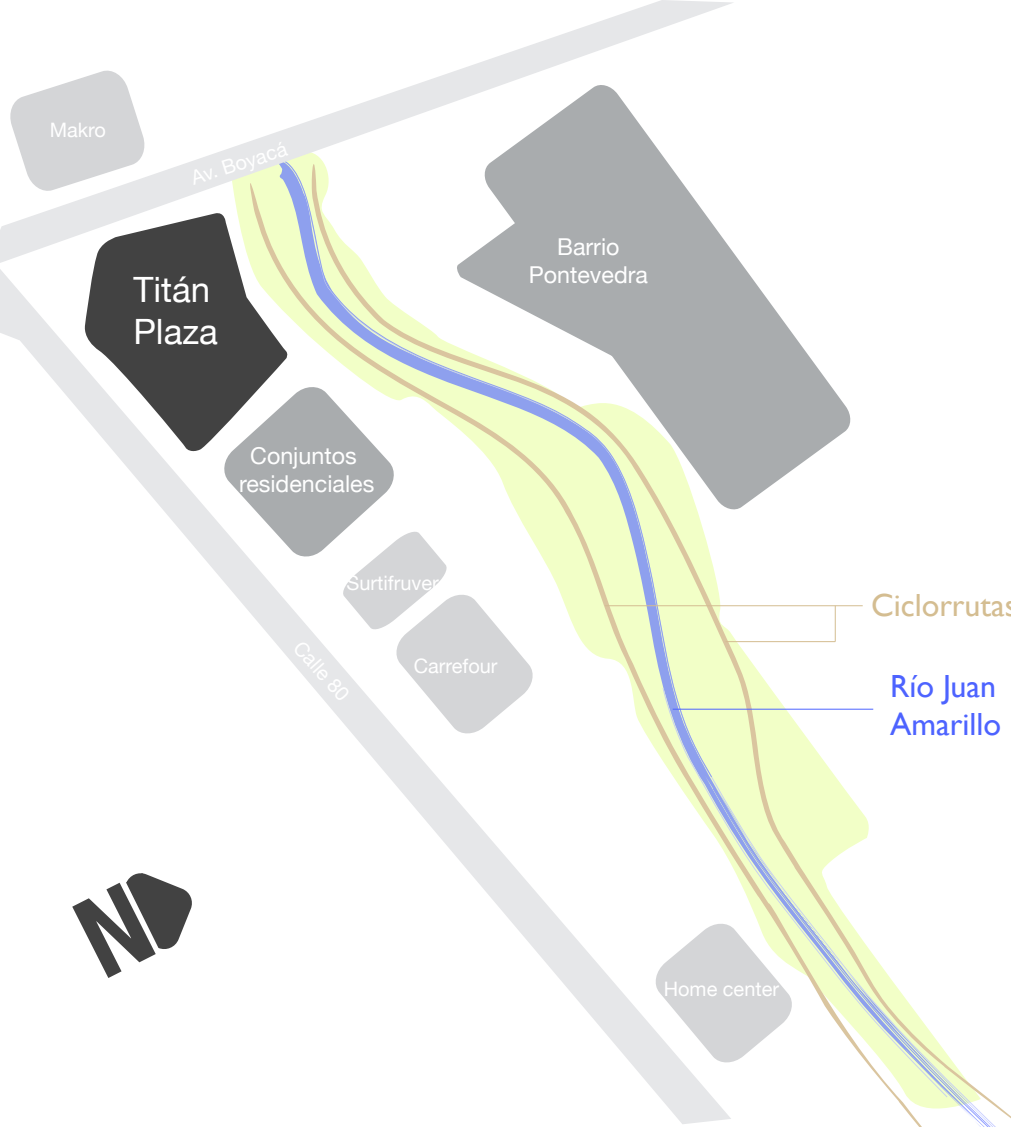 Makro
Av. Boyacá
Titán
Plaza
Barrio
Pontevedra
Conjuntos
residenciales
Surtifruver
Carrefour
Calle 80
Ciclorrutas
Río Juan
Amarillo
N
Home center